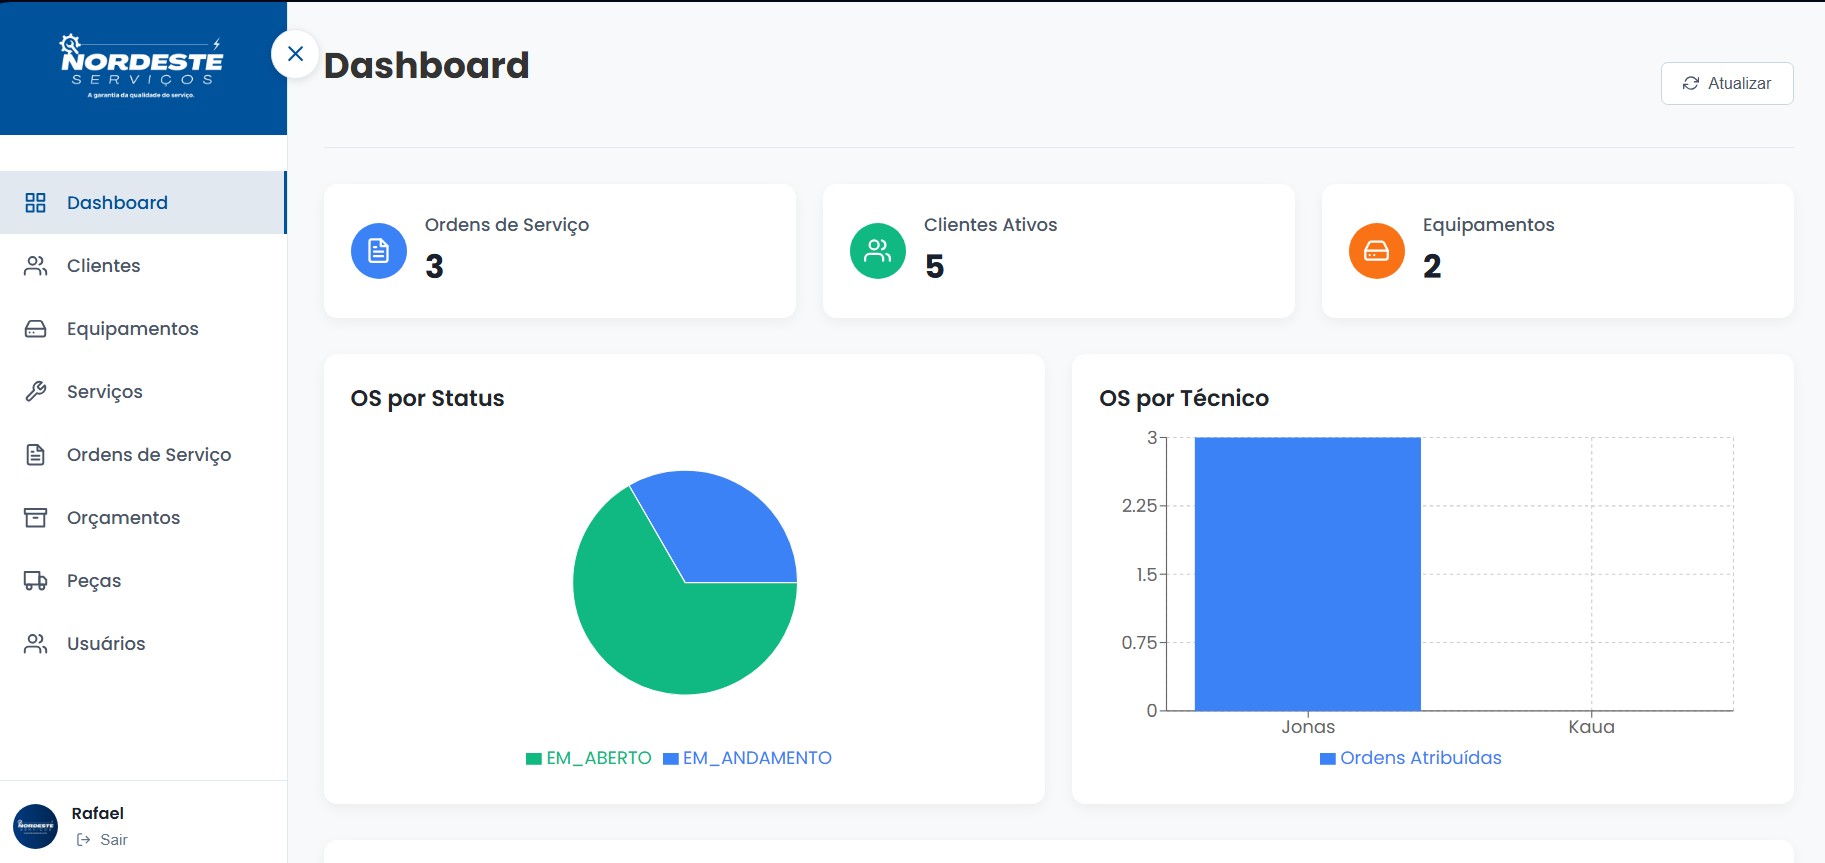 NORDESTE
SERVIÇOS
A garantia da qualidade do serviço.
Dashboard
Clientes
Equipamentos
Serviços
Ordens de Serviço
Orçamentos
Peças
Usuários
Rafael
Sair
Dashboard
Atualizar
Ordens de Serviço
3
Clientes Ativos
5
Equipamentos
2
OS por Status
EM_ABERTO EM_ANDAMENTO
OS por Técnico
3
2.25
1.5
0.75
0
Jonas Kaua
Ordens Atribuídas